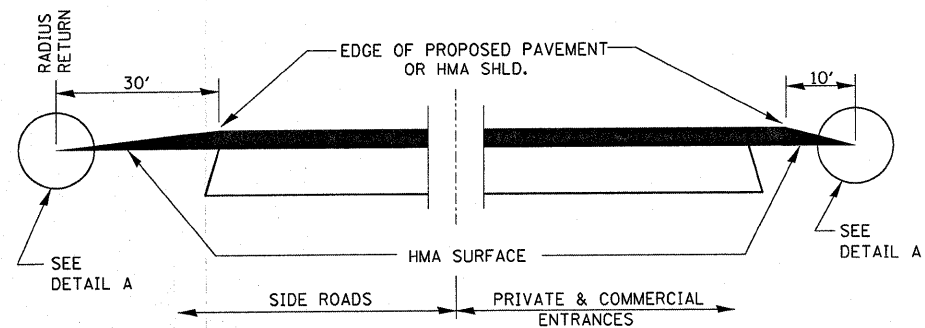 RADIUS
RETURN
30'
EDGE OF PROPOSED PAVEMENT
OR HMA SHLD.
10'
SEE
DETAIL A
HMA SURFACE
SEE
DETAIL A
SIDE ROADS
PRIVATE & COMMERCIAL
ENTRANCES